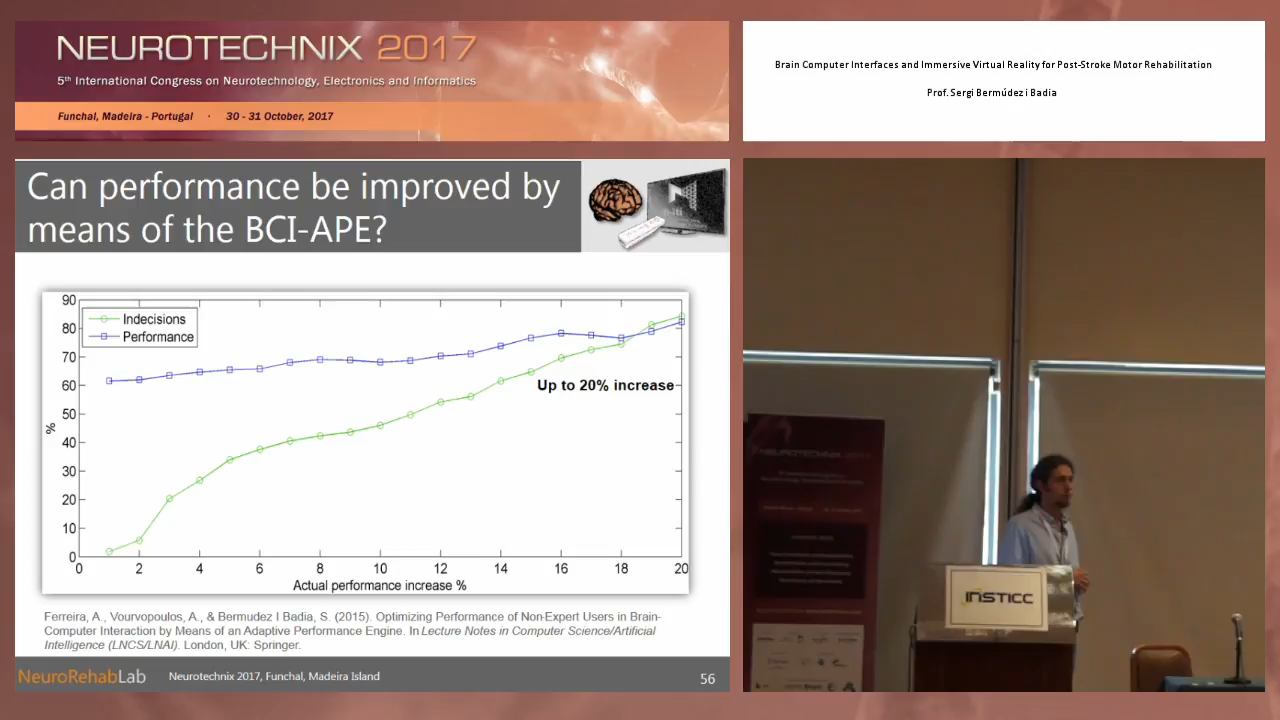 NEUROTECHNIX 2017
5th International Congress on Neurotechnology, Electronics and Informatics
Funchal, Madeira - Portugal · 30 - 31 October, 2017
Brain Computer Interfaces and Immersive Virtual Reality for Post-Stroke Motor Rehabilitation
Prof. Sergi Bermúdez i Badia
Can performance be improved by
means of the BCI-APE?
90
80
70
60
50
40
30
20
10
0
%
Indecisions
Performance
Up to 20% increase
0 2 4 6 8 10 12 14 16 18 20
Actual performance increase %
Ferreira, A., Vourvopoulos, A., & Bermudez I Badia, S. (2015). Optimizing Performance of Non-Expert Users in Brain-
Computer Interaction by Means of an Adaptive Performance Engine. In Lecture Notes in Computer Science/Artificial
Intelligence (LNCS/LNAI). London, UK: Springer.
NeuroRehabLab
Neurotechnix 2017, Funchal, Madeira Island
56
NEUROTECHNIX 2017
INSTICC